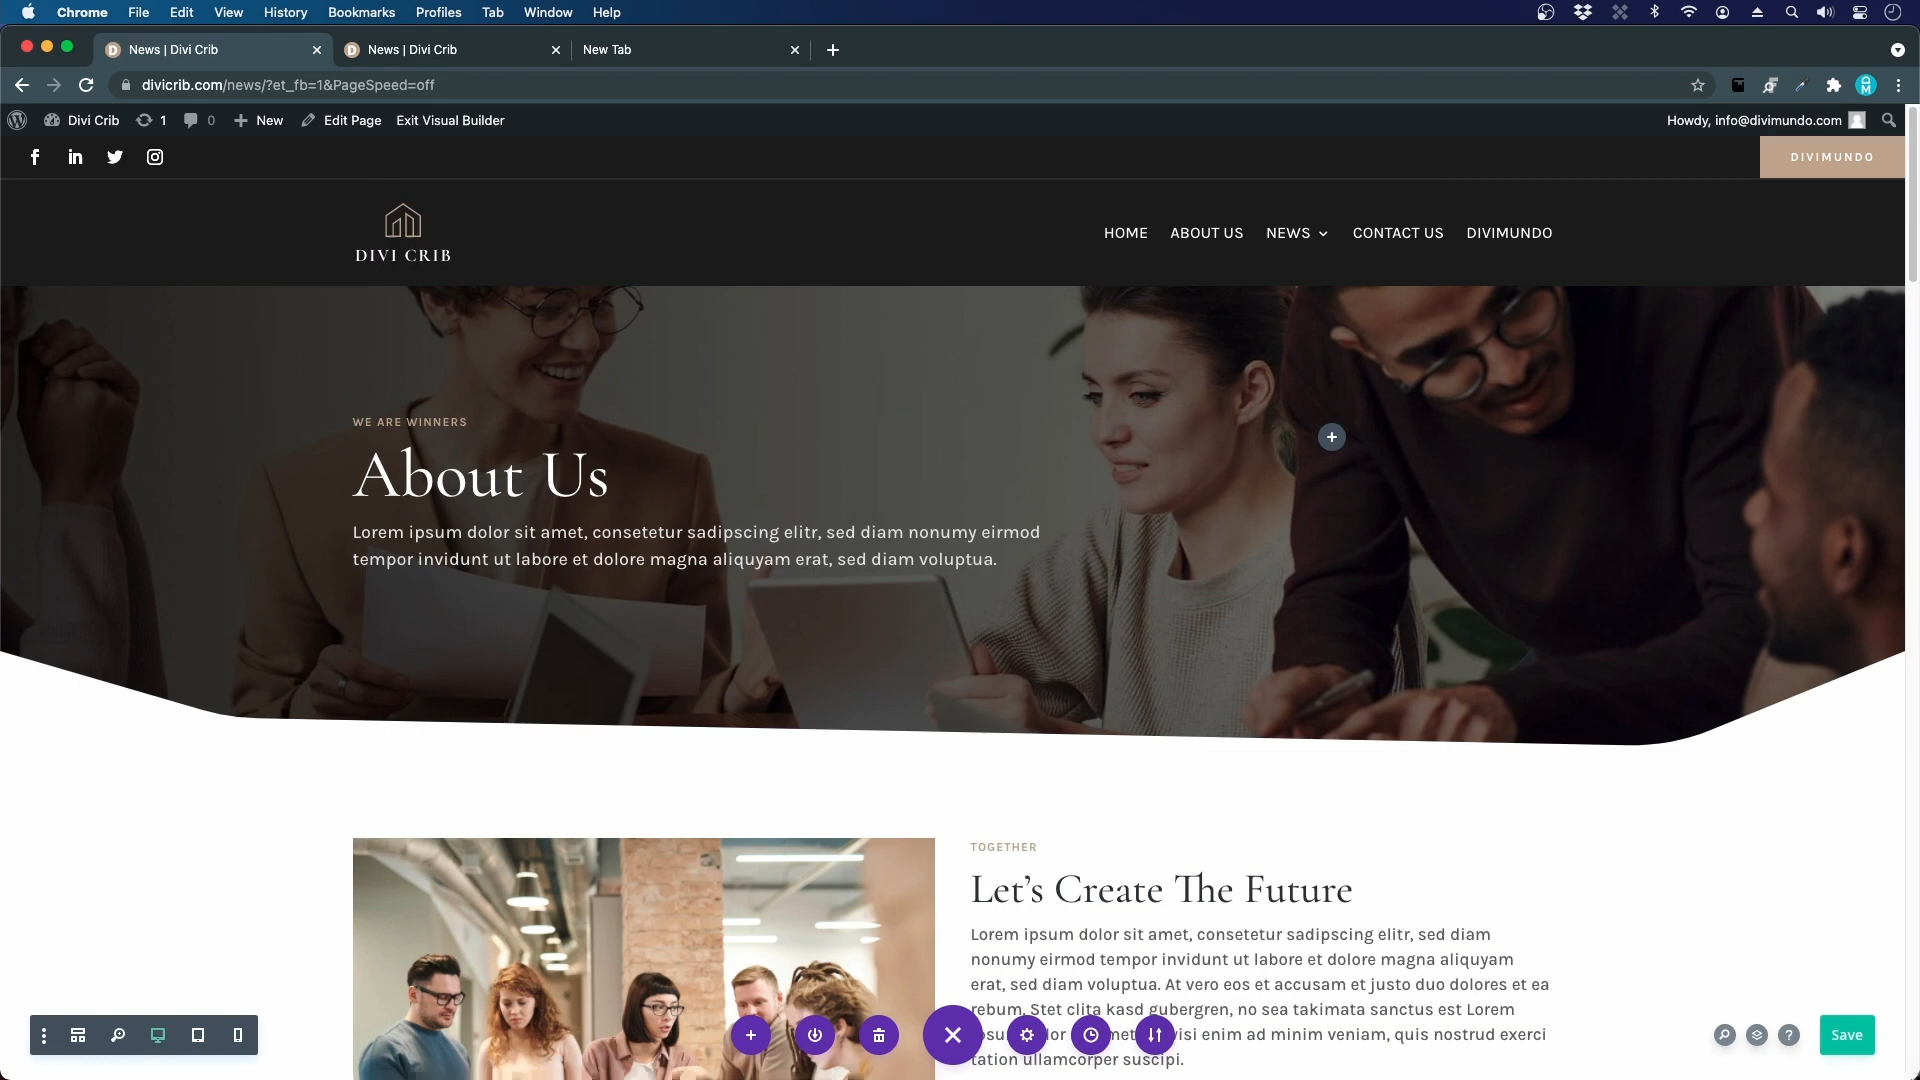 Chrome File Edit View History Bookmarks Profiles Tab Window Help
News | Divi Crib
News | Divi Crib
New Tab
divicrib.com/news/?et_fb=1&PageSpeed=off
Divi Crib 1 0 New Edit Page Exit Visual Builder
Howdy, info@divimundo.com
DIVIMUNDO
DIVI CRIB
HOME ABOUT US NEWS CONTACT US DIVIMUNDO
WE ARE WINNERS
About Us
Lorem ipsum dolor sit amet, consetetur sadipscing elitr, sed diam nonumy eirmod
tempor invidunt ut labore et dolore magna aliquyam erat, sed diam voluptua.
TOGETHER
Let’s Create The Future
Lorem ipsum dolor sit amet, consetetur sadipscing elitr, sed diam
nonumy eirmod tempor invidunt ut labore et dolore magna aliquyam
erat, sed diam voluptua. At vero eos et accusam et justo duo dolores et ea
rebum. Stet clita kasd gubergren, no sea takimata sanctus est Lorem
enim ad minim veniam, quis nostrud exerci
tation ullamcorper suscipi.
Save